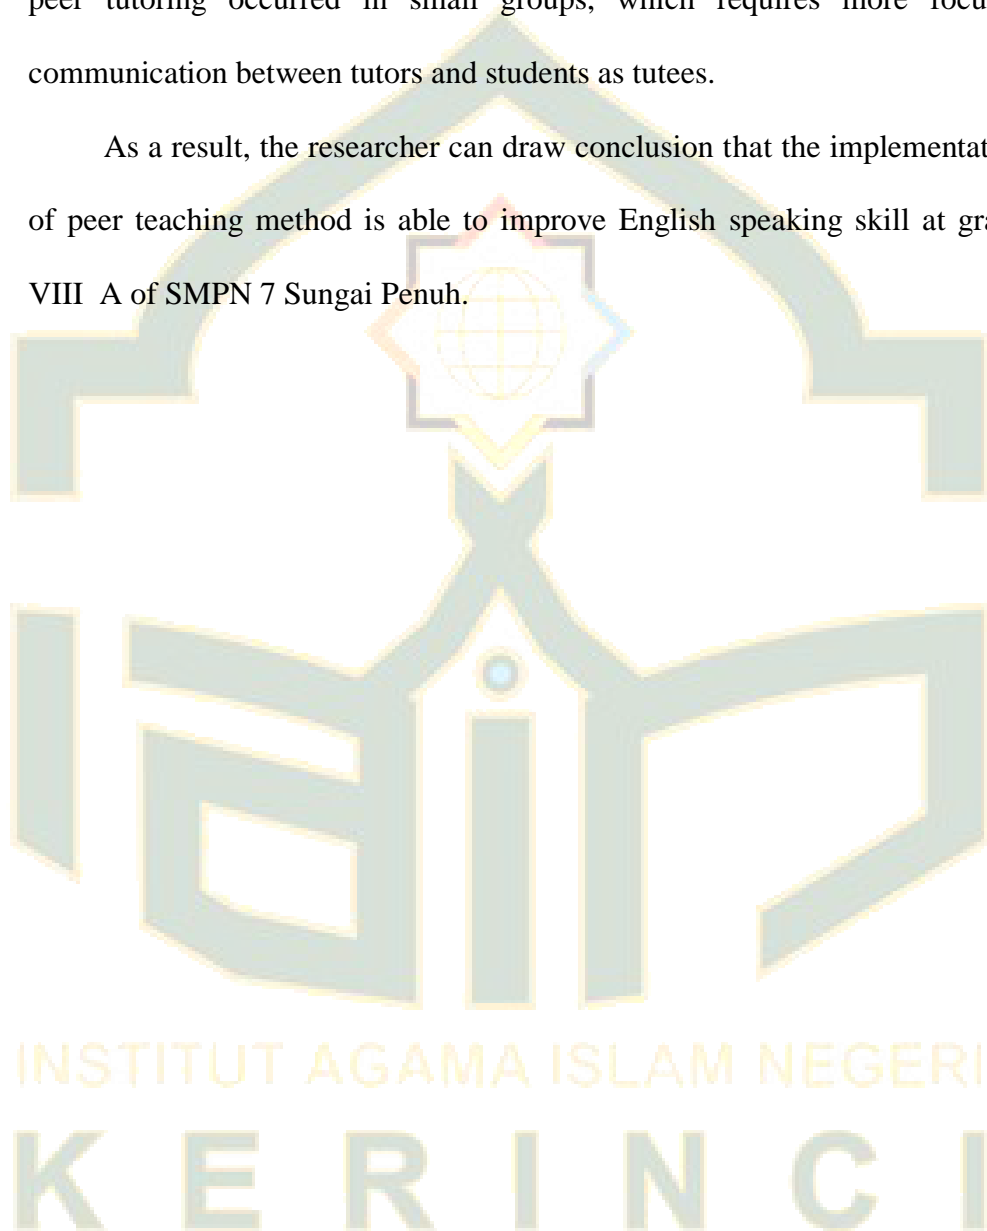 peer tutoring occurred in small groups, which requires more focu
communication between tutors and students as tutees.
As a result, the researcher can draw conclusion that the implementat
of peer teaching method is able to improve English speaking skill at gra
VIII A of SMPN 7 Sungai Penuh.
iain
INSTITUT AGAMA ISLAM NEGERI
KERINCI